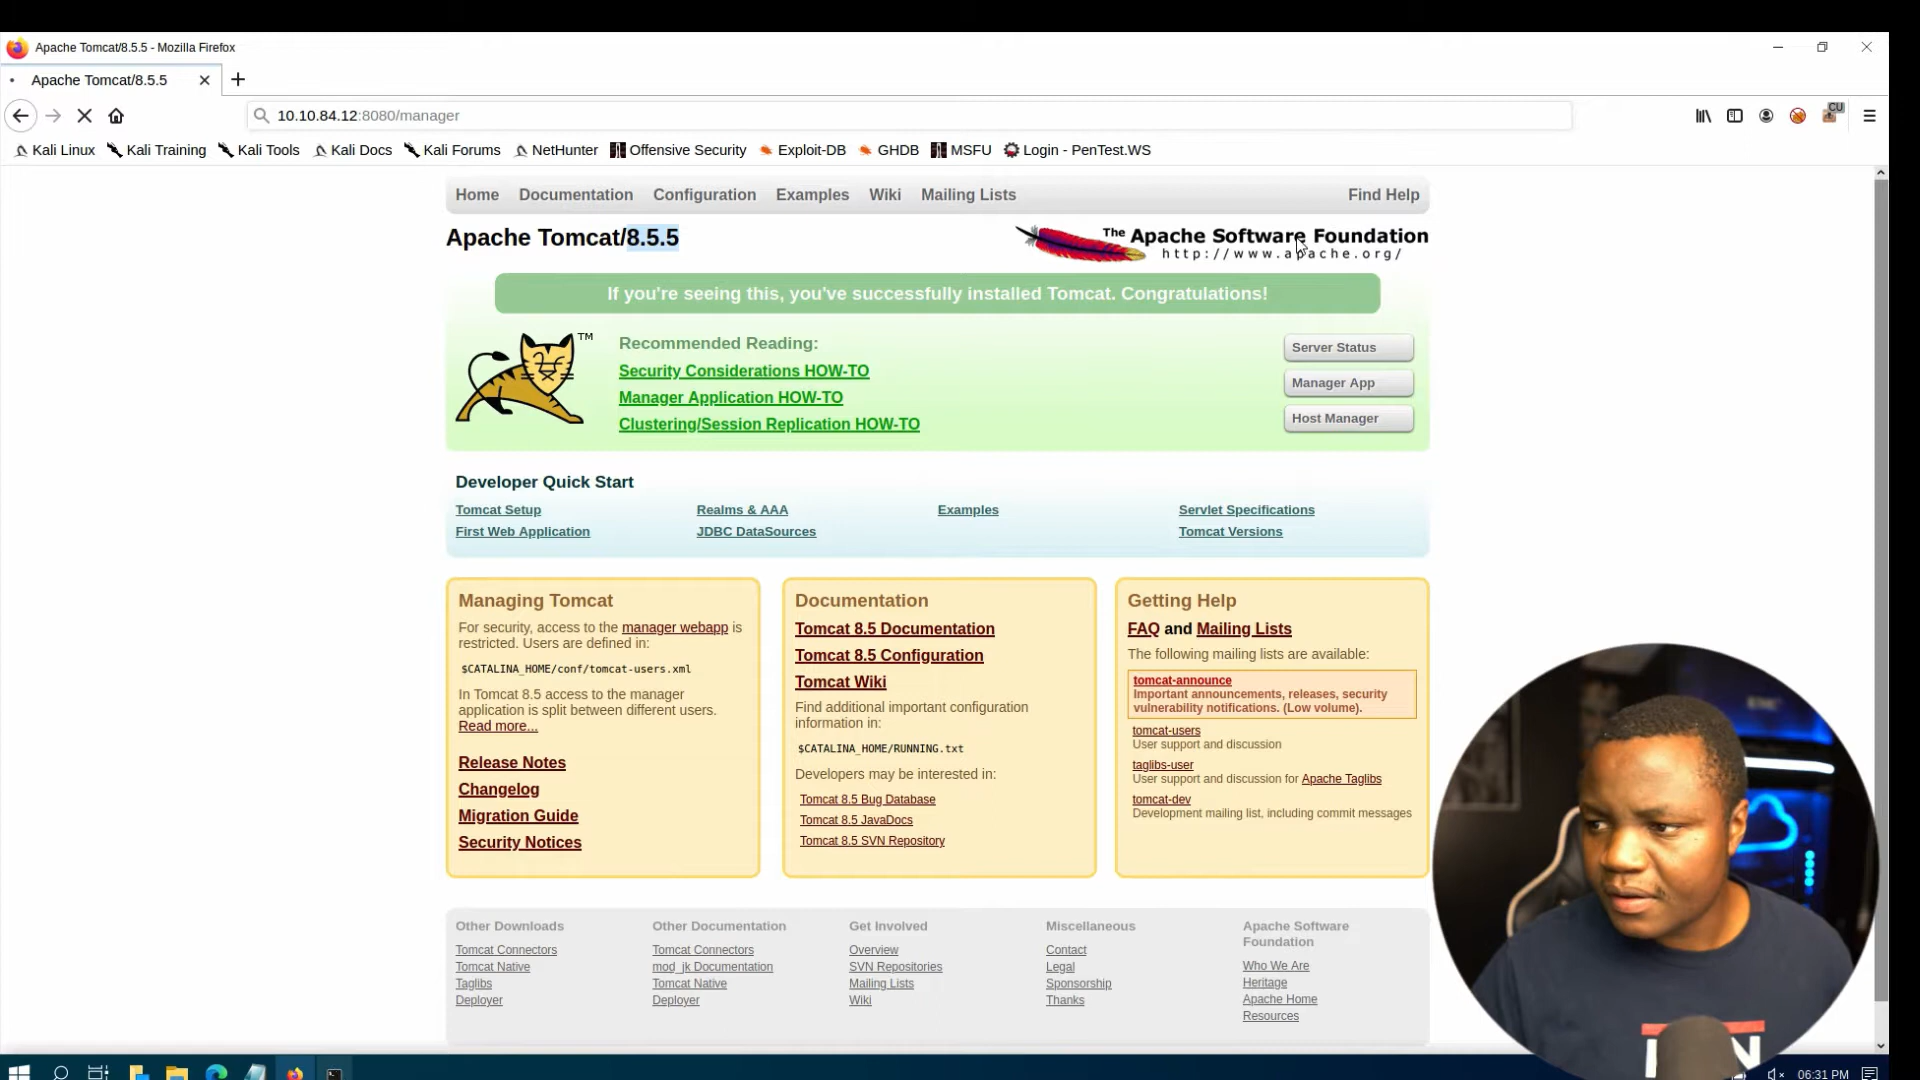 Apache Tomcat/8.5.5 - Mozilla Firefox
Apache Tomcat/8.5.5
10.10.84.12:8080/manager
CU
Kali Linux Kali Training Kali Tools Kali Docs Kali Forums NetHunter Offensive Security Exploit-DB GHDB MSFU Login - PenTest.WS
Home Documentation Configuration Examples Wiki Mailing Lists Find Help
Apache Tomcat/8.5.5
The Apache Software Foundation
http://www.apache.org/
If you're seeing this, you've successfully installed Tomcat. Congratulations!
TM
Recommended Reading:
Security Considerations HOW-TO
Manager Application HOW-TO
Clustering/Session Replication HOW-TO
Server Status
Manager App
Host Manager
Developer Quick Start
Tomcat Setup
First Web Application
Realms & AAA
JDBC DataSources
Examples
Servlet Specifications
Tomcat Versions
Managing Tomcat
For security, access to the manager webapp is
restricted. Users are defined in:
$CATALINA_HOME/conf/tomcat-users.xml
In Tomcat 8.5 access to the manager
application is split between different users.
Read more...
Release Notes
Changelog
Migration Guide
Security Notices
Documentation
Tomcat 8.5 Documentation
Tomcat 8.5 Configuration
Tomcat Wiki
Find additional important configuration
information in:
$CATALINA_HOME/RUNNING.txt
Developers may be interested in:
Tomcat 8.5 Bug Database
Tomcat 8.5 JavaDocs
Tomcat 8.5 SVN Repository
Getting Help
FAQ and Mailing Lists
The following mailing lists are available:
tomcat-announce
Important announcements, releases, security
vulnerability notifications. (Low volume).
tomcat-users
User support and discussion
taglibs-user
User support and discussion for Apache Taglibs
tomcat-dev
Development mailing list, including commit messages
Other Downloads
Tomcat Connectors
Tomcat Native
Taglibs
Deployer
Other Documentation
Tomcat Connectors
mod_jk Documentation
Tomcat Native
Deployer
Get Involved
Overview
SVN Repositories
Mailing Lists
Wiki
Miscellaneous
Contact
Legal
Sponsorship
Thanks
Apache Software
Foundation
Who We Are
Heritage
Apache Home
Resources
06:31 PM